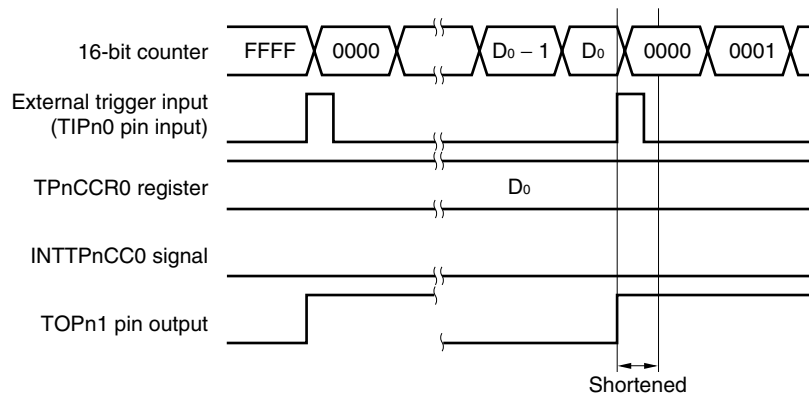 16-bit counter FFFF 0000 D0 − 1 D0 0000 0001
External trigger input
(TIPn0 pin input)
TPnCCR0 register D0
INTTPnCC0 signal
TOPn1 pin output
Shortened